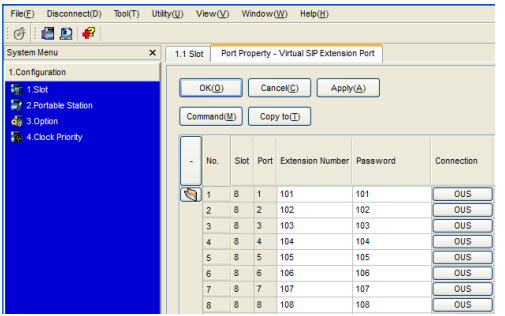 File(F) Disconnect(D) Tool(T) Utility(U) View(V) Window(W) Help(H)
System Menu X
1.Configuration
1.Slot
2.Portable Station
3.Option
4.Clock Priority
1.1 Slot Port Property - Virtual SIP Extension Port
OK(O) Cancel(C) Apply(A)
Command(M) Copy to(T)
- No. Slot Port Extension Number Password Connection
1 8 1 101 101 OUS
2 8 2 102 102 OUS
3 8 3 103 103 OUS
4 8 4 104 104 OUS
5 8 5 105 105 OUS
6 8 6 106 106 OUS
7 8 7 107 107 OUS
8 8 8 108 108 OUS